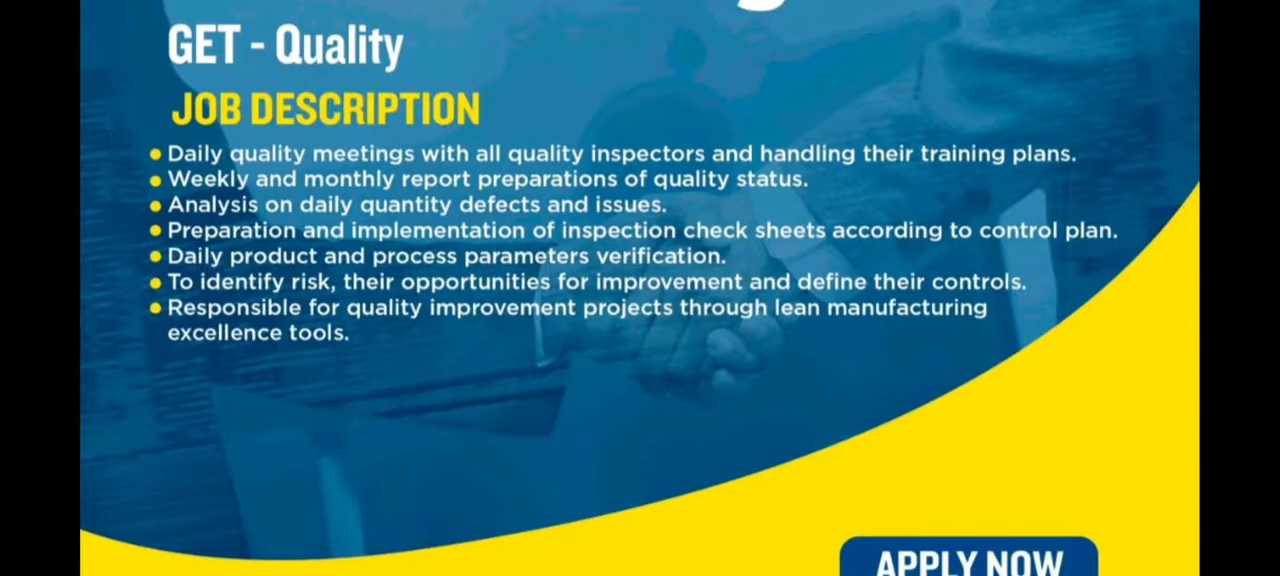 GET - Quality
JOB DESCRIPTION
• Daily quality meetings with all quality inspectors and handling their training plans.
• Weekly and monthly report preparations of quality status.
• Analysis on daily quantity defects and issues.
• Preparation and implementation of inspection check sheets according to control plan.
• Daily product and process parameters verification.
• To identify risk, their opportunities for improvement and define their controls.
• Responsible for quality improvement projects through lean manufacturing
excellence tools.
APPLY NOW